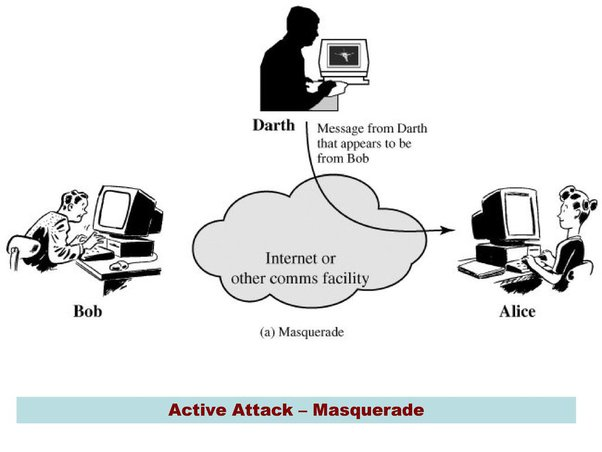 Darth
Message from Darth
that appears to be
from Bob
Internet or
other comms facility
Bob
Alice
(a) Masquerade
Active Attack – Masquerade